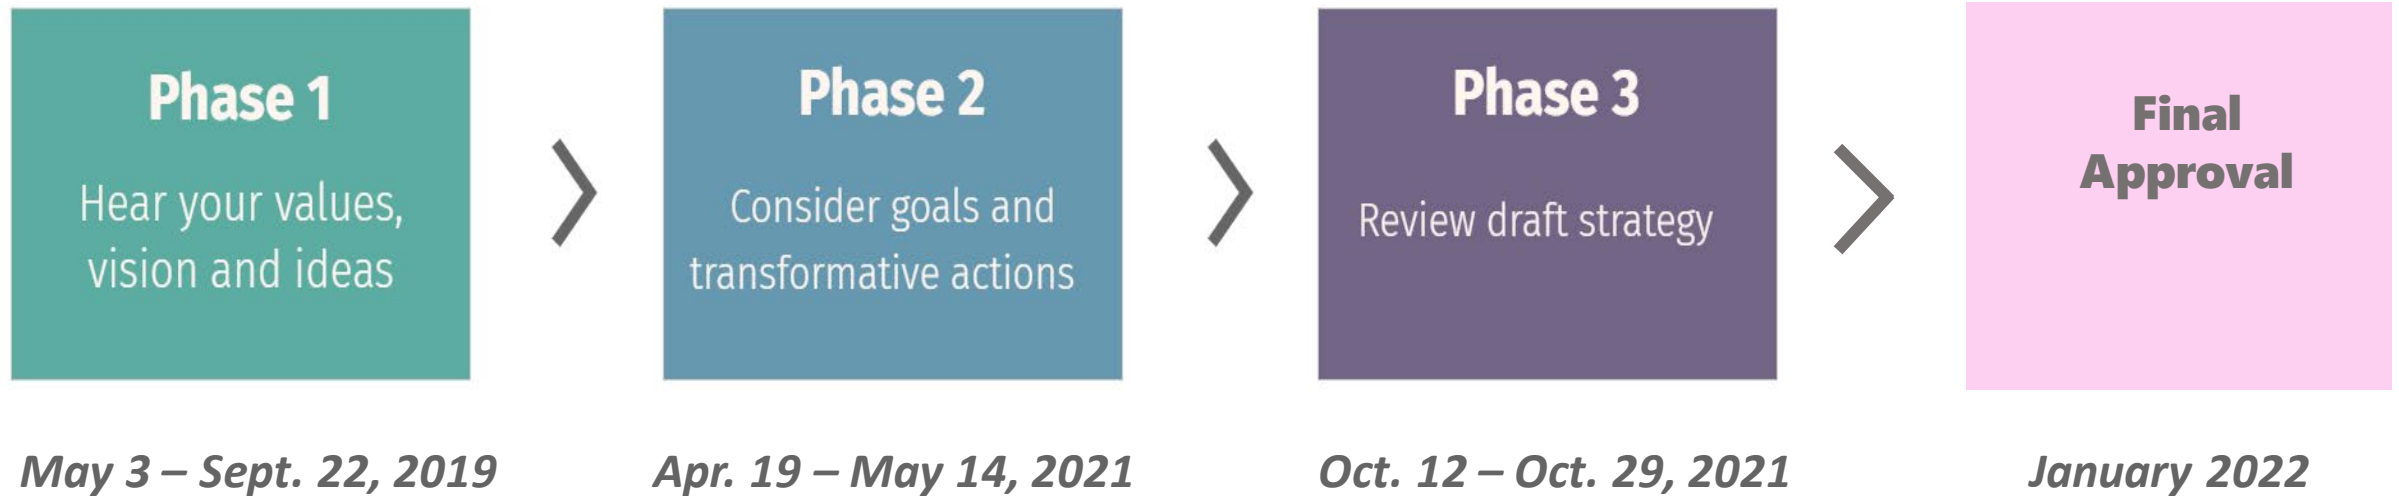 Phase 1
Hear your values,
vision and ideas
Phase 2
Consider goals and
transformative actions
Phase 3
Review draft strategy
Final
Approval
May 3 – Sept. 22, 2019
Apr. 19 – May 14, 2021
Oct. 12 – Oct. 29, 2021
January 2022